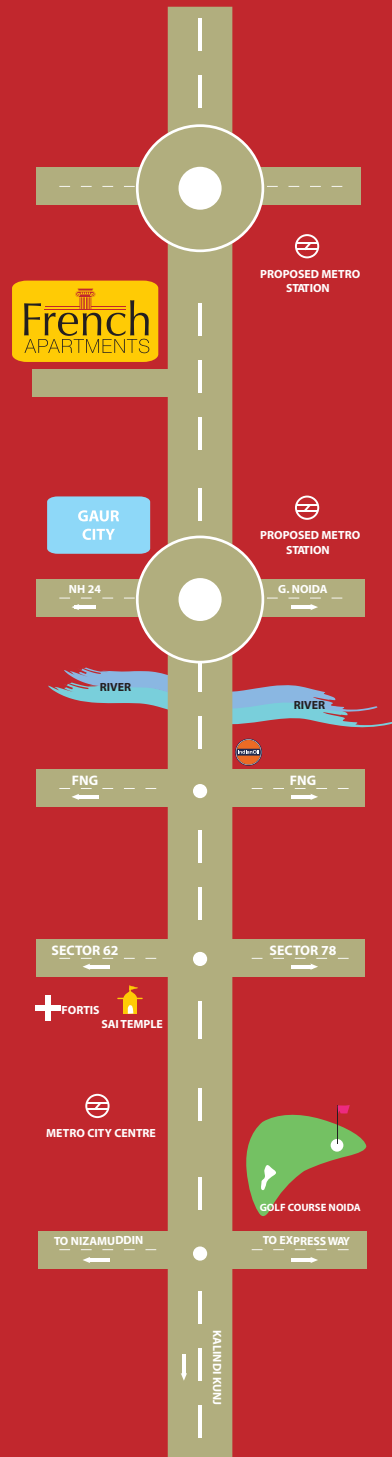 PROPOSED METRO
STATION
French
APARTMENTS
GAUR
CITY
PROPOSED METRO
STATION
NH 24
G. NOIDA
RIVER
RIVER
IndianOil
FNG
FNG
SECTOR 62
SECTOR 78
FORTIS
SAI TEMPLE
METRO CITY CENTRE
GOLF COURSE NOIDA
TO NIZAMUDDIN
TO EXPRESS WAY
KALINDI KUNJ